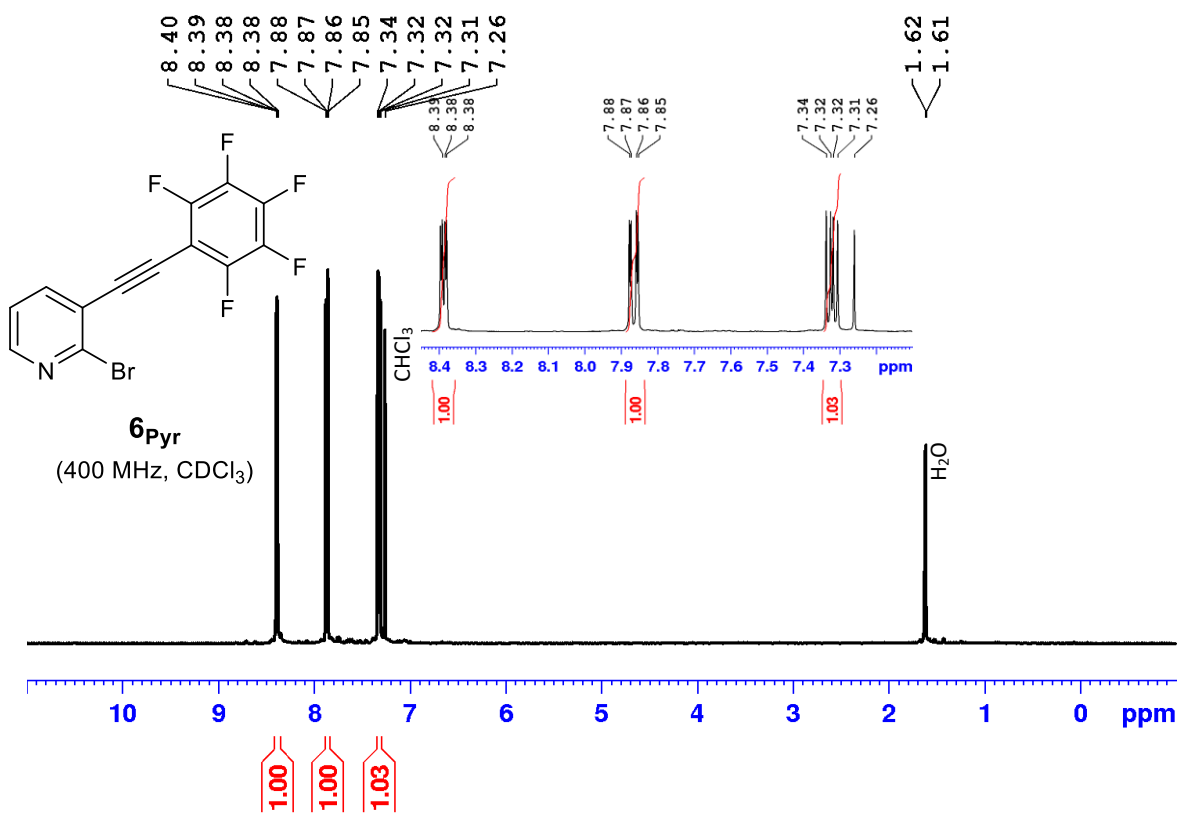 8.40
8.39
8.38
8.38
7.88
7.87
7.86
7.85
7.34
7.32
7.32
7.31
7.26
1.62
1.61
8.39
8.38
8.38
7.88
7.87
7.86
7.85
7.34
7.32
7.32
7.31
7.26
F
F
F
F
F
N
Br
6Pyr
(400 MHz, CDCl3)
CHCl3
8.4 8.3 8.2 8.1 8.0 7.9 7.8 7.7 7.6 7.5 7.4 7.3 ppm
1.00
1.00
1.03
H2O
10 9 8 7 6 5 4 3 2 1 0 ppm
1.00
1.00
1.03